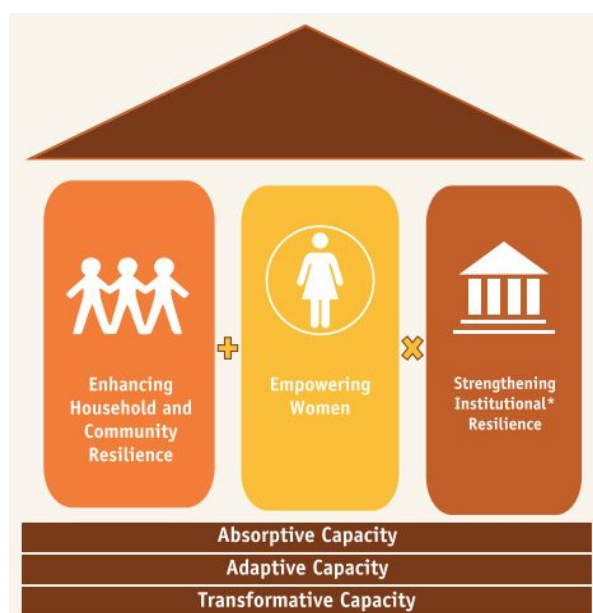 Enhancing
Household and
Community
Resilience
+
Empowering
Women
×
Strengthening
Institutional*
Resilience
Absorptive Capacity
Adaptive Capacity
Transformative Capacity